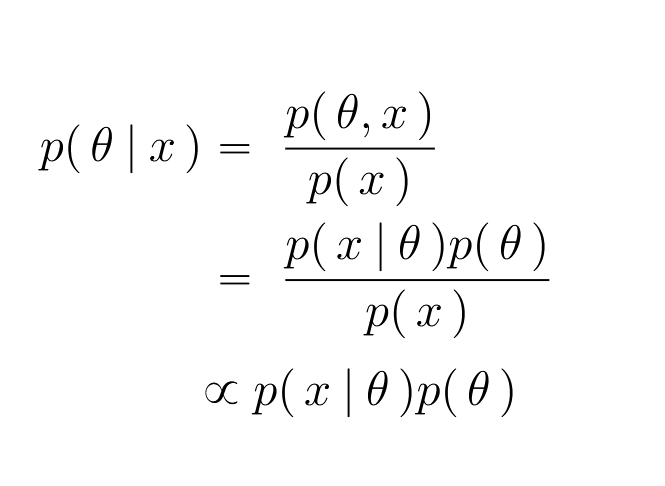 p( θ | x ) = p( θ, x ) / p( x )
= p( x | θ )p( θ ) / p( x )
∝ p( x | θ )p( θ )